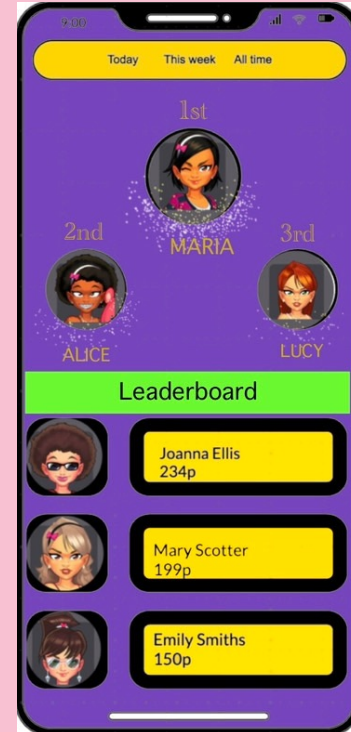 9:00
Today This week All time
1st
MARIA
2nd
3rd
ALICE
LUCY
Leaderboard
Joanna Ellis
234p
Mary Scotter
199p
Emily Smiths
150p